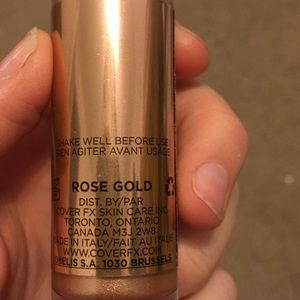 SHAKE WELL BEFORE USE
BIEN AGITER AVANT USAGE
ROSE GOLD
DIST. BY/PAR
COVER FX SKIN CARE INC.
TORONTO, ONTARIO
CANADA M3J 2W8
MADE IN ITALY/FAIT AU ITALIE
WWW.COVERFX.COM
OBELIS S.A. 1030 BRUSSELS